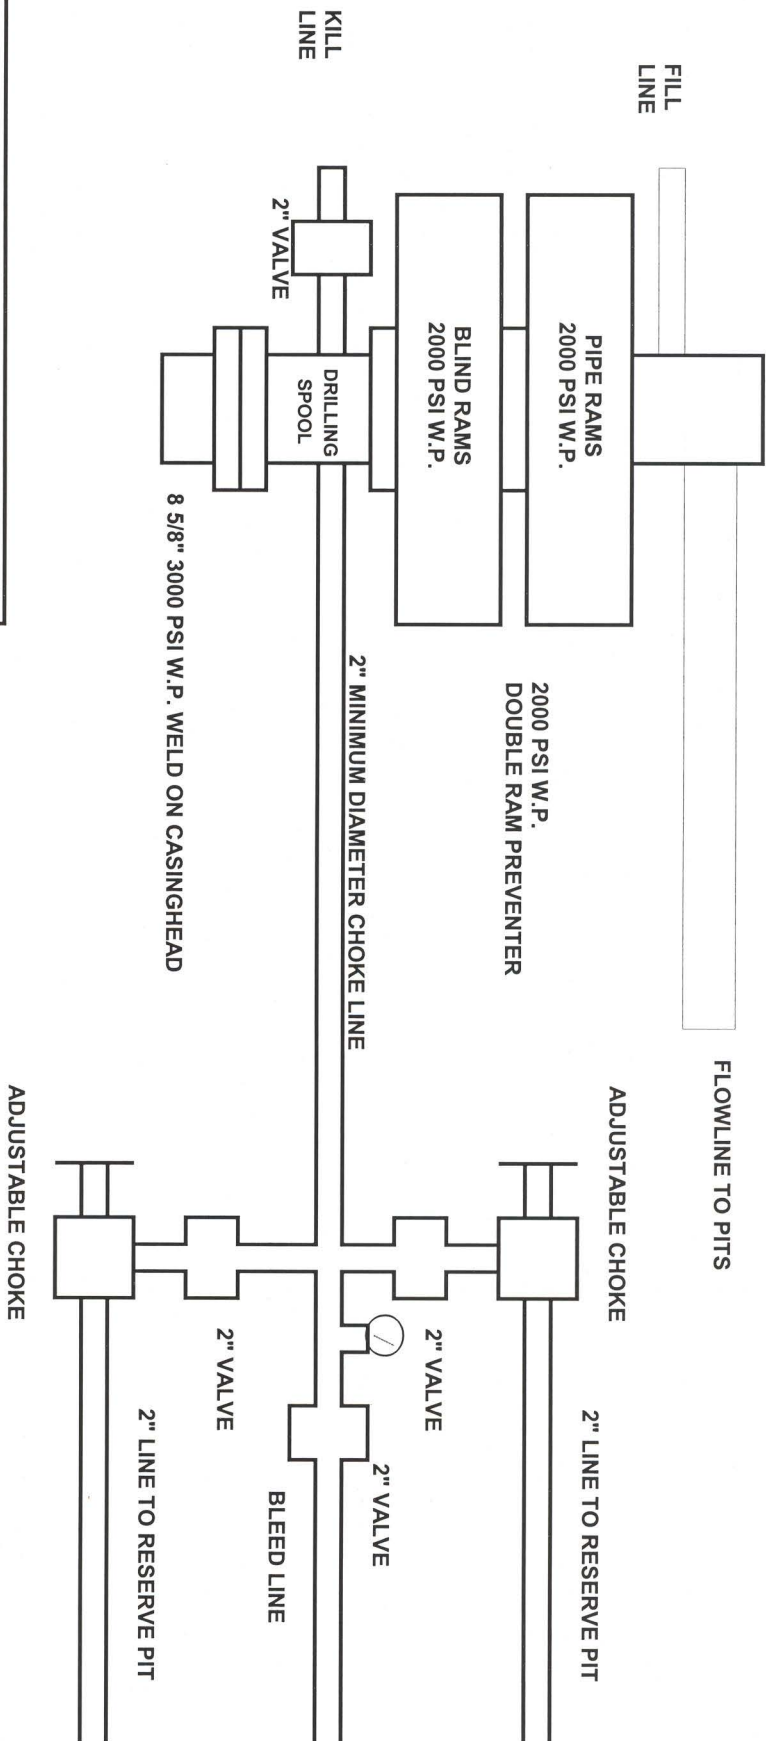 FILL
LINE
FLOWLINE TO PITS
PIPE RAMS
2000 PSI W.P.
ADJUSTABLE CHOKE
2" LINE TO RESERVE PIT
2000 PSI W.P.
DOUBLE RAM PREVENTER
BLIND RAMS
2000 PSI W.P.
2" VALVE
2" VALVE
KILL
LINE
2" VALVE
DRILLING
SPOOL
2" MINIMUM DIAMETER CHOKE LINE
BLEED LINE
2" VALVE
8 5/8" 3000 PSI W.P. WELD ON CASINGHEAD
2" LINE TO RESERVE PIT
ADJUSTABLE CHOKE